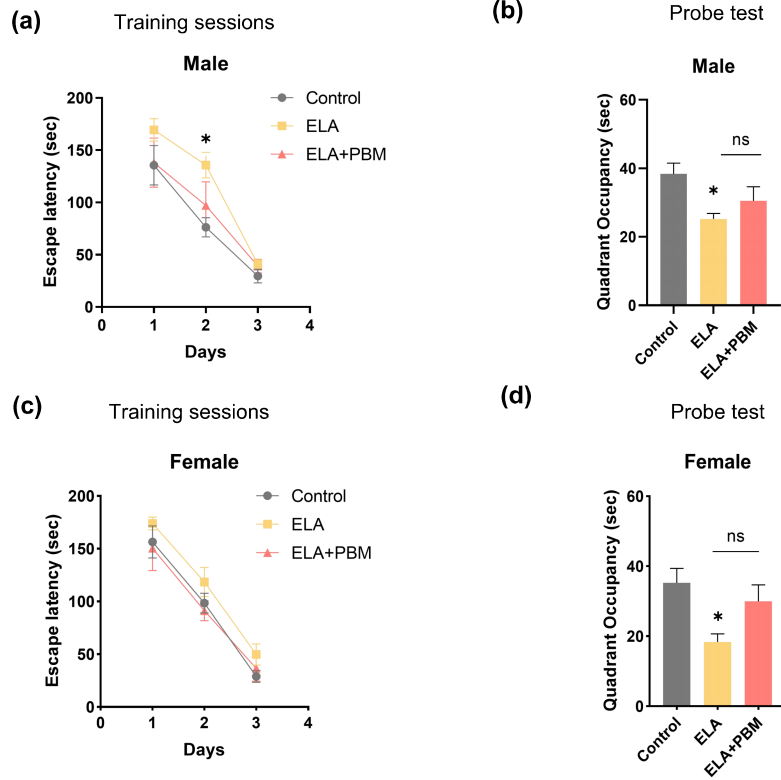 (a)
Training sessions
Male
Control
ELA
ELA+PBM
*
Escape latency (sec)
200
150
100
50
0
0 1 2 3 4
Days
(b)
Probe test
Male
Quadrant Occupancy (sec)
60
40
20
0
*
ns
Control
ELA
ELA+PBM
(c)
Training sessions
Female
Control
ELA
ELA+PBM
Escape latency (sec)
200
150
100
50
0
0 1 2 3 4
Days
(d)
Probe test
Female
Quadrant Occupancy (sec)
60
40
20
0
*
ns
Control
ELA
ELA+PBM